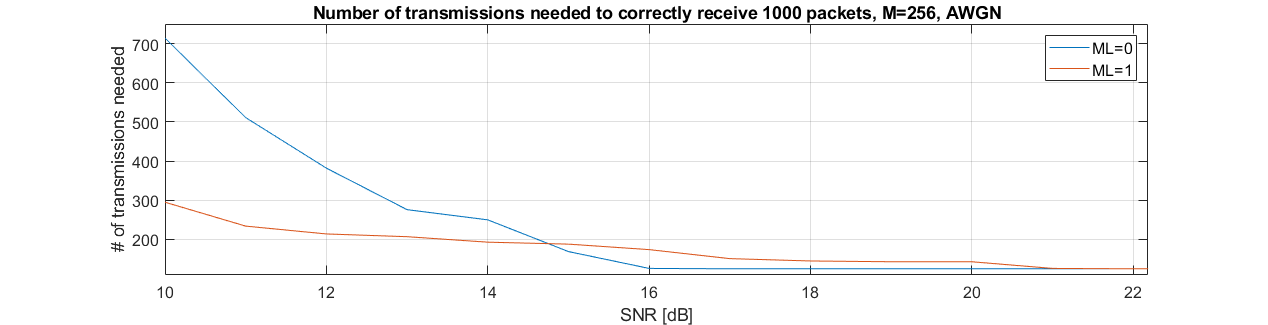 Number of transmissions needed to correctly receive 1000 packets, M=256, AWGN
# of transmissions needed
700
600
500
400
300
200
ML=0
ML=1
10 12 14 16 18 20 22
SNR [dB]